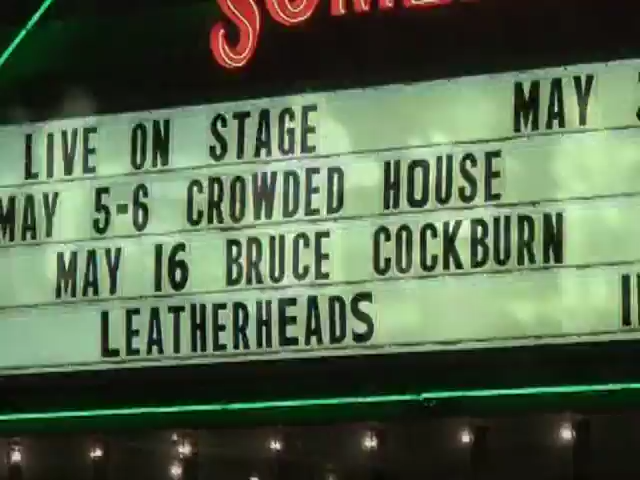 LIVE ON STAGE MAY
MAY 5-6 CROWDED HOUSE
MAY 16 BRUCE COCKBURN
LEATHERHEADS